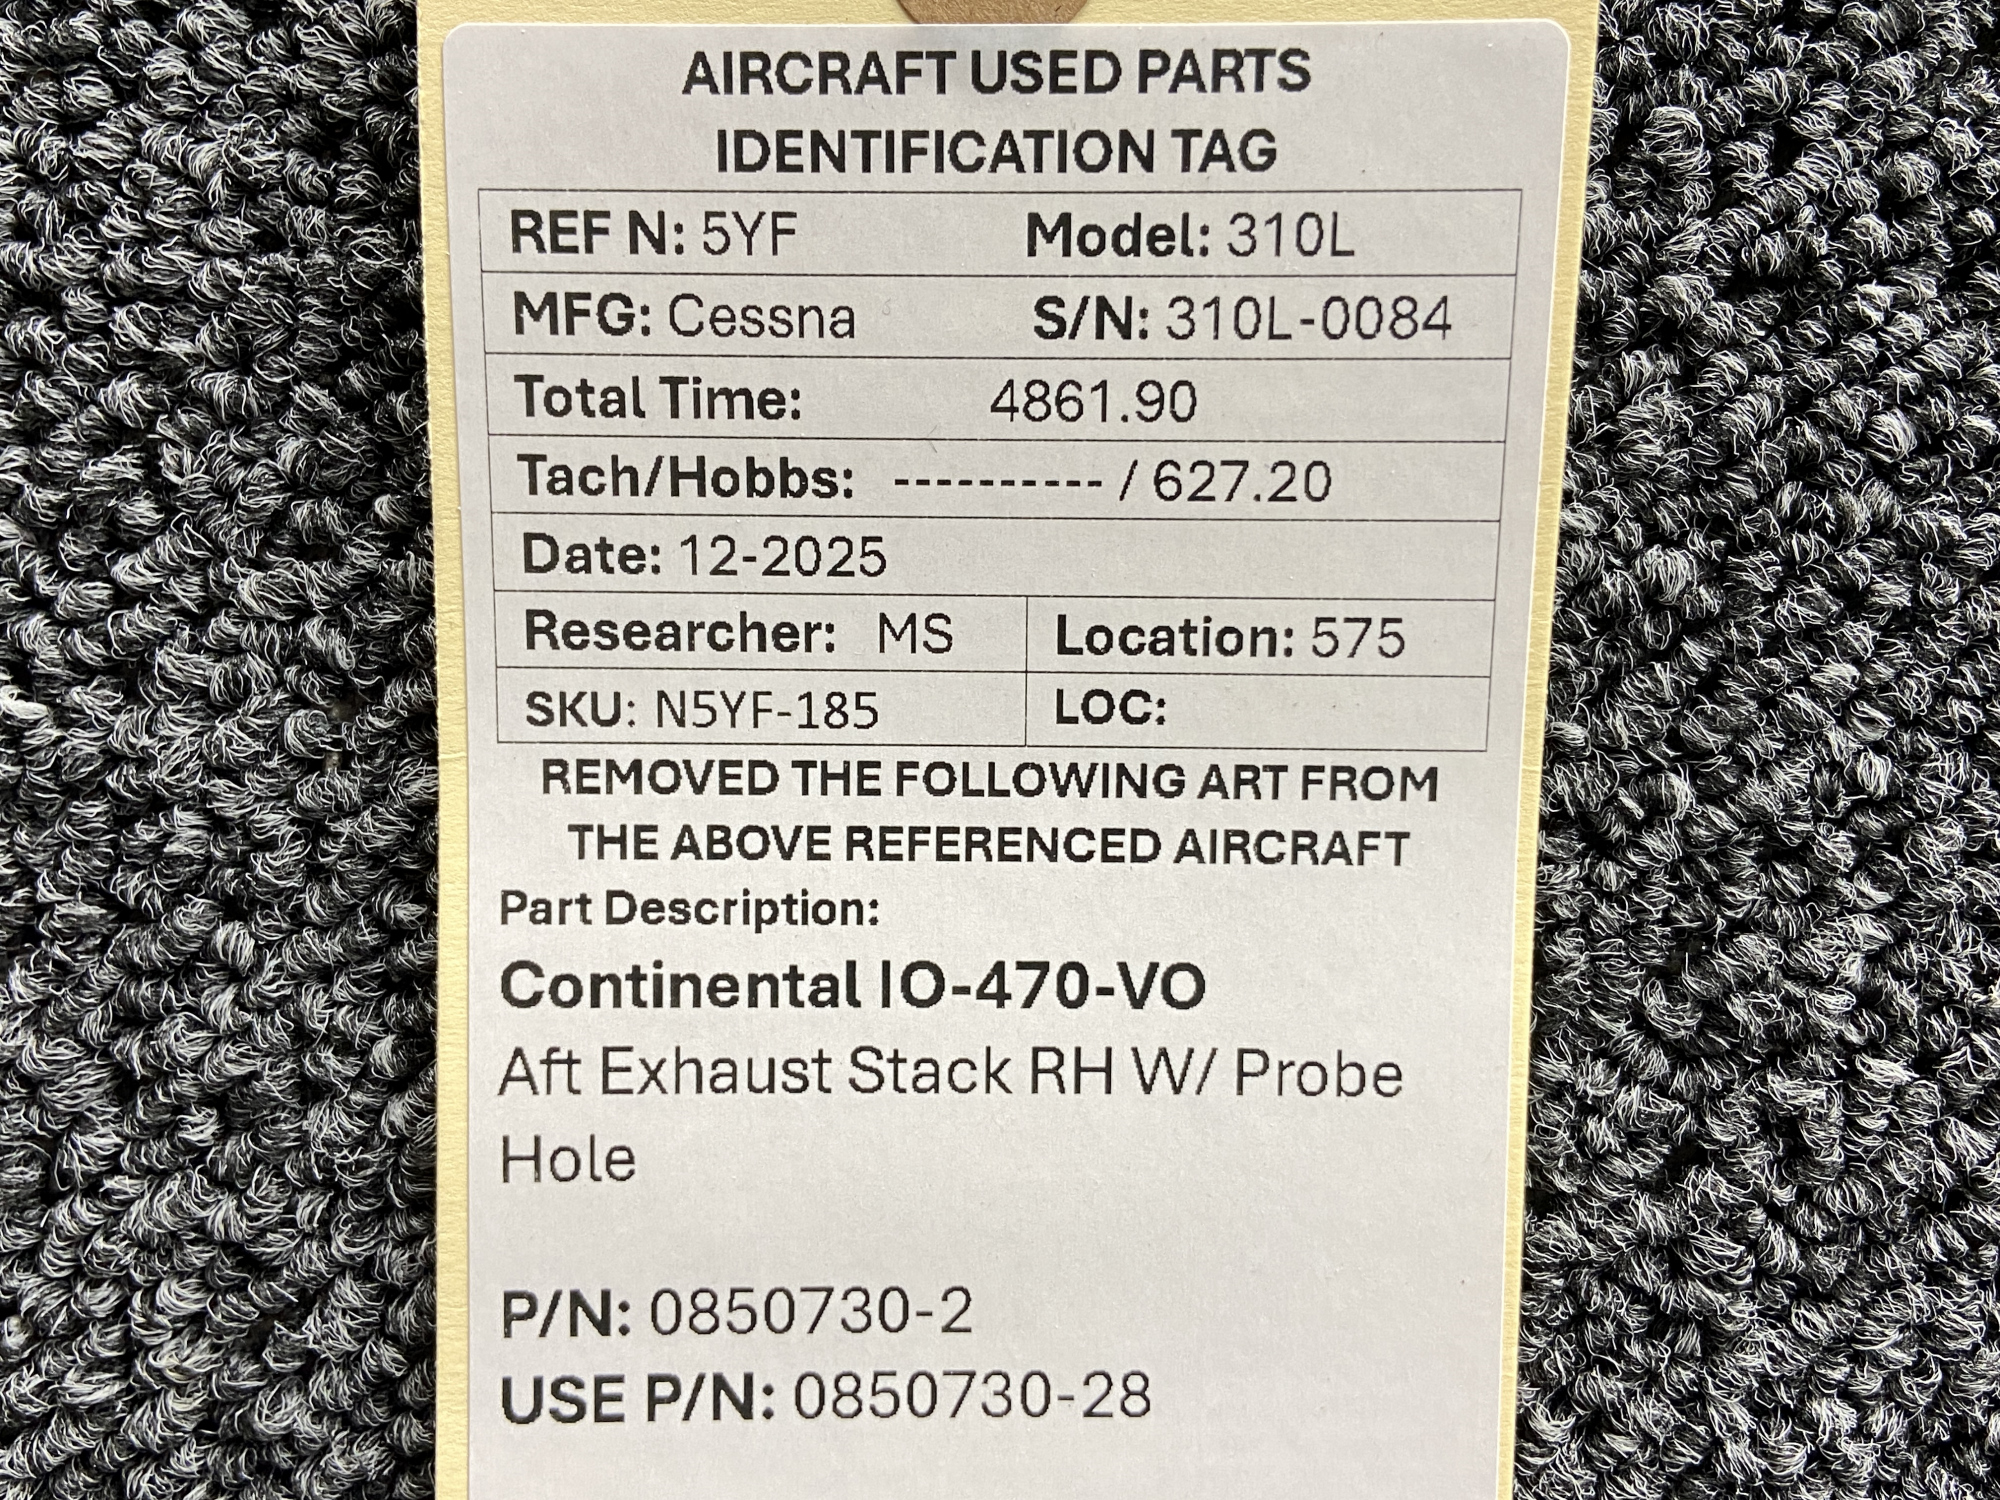 AIRCRAFT USED PARTS
IDENTIFICATION TAG
REF N: 5YF Model: 310L
MFG: Cessna S/N: 310L-0084
Total Time: 4861.90
Tach/Hobbs: ---------- / 627.20
Date: 12-2025
Researcher: MS Location: 575
SKU: N5YF-185 LOC:
REMOVED THE FOLLOWING ART FROM
THE ABOVE REFERENCED AIRCRAFT
Part Description:
Continental IO-470-VO
Aft Exhaust Stack RH W/ Probe
Hole
P/N: 0850730-2
USE P/N: 0850730-28